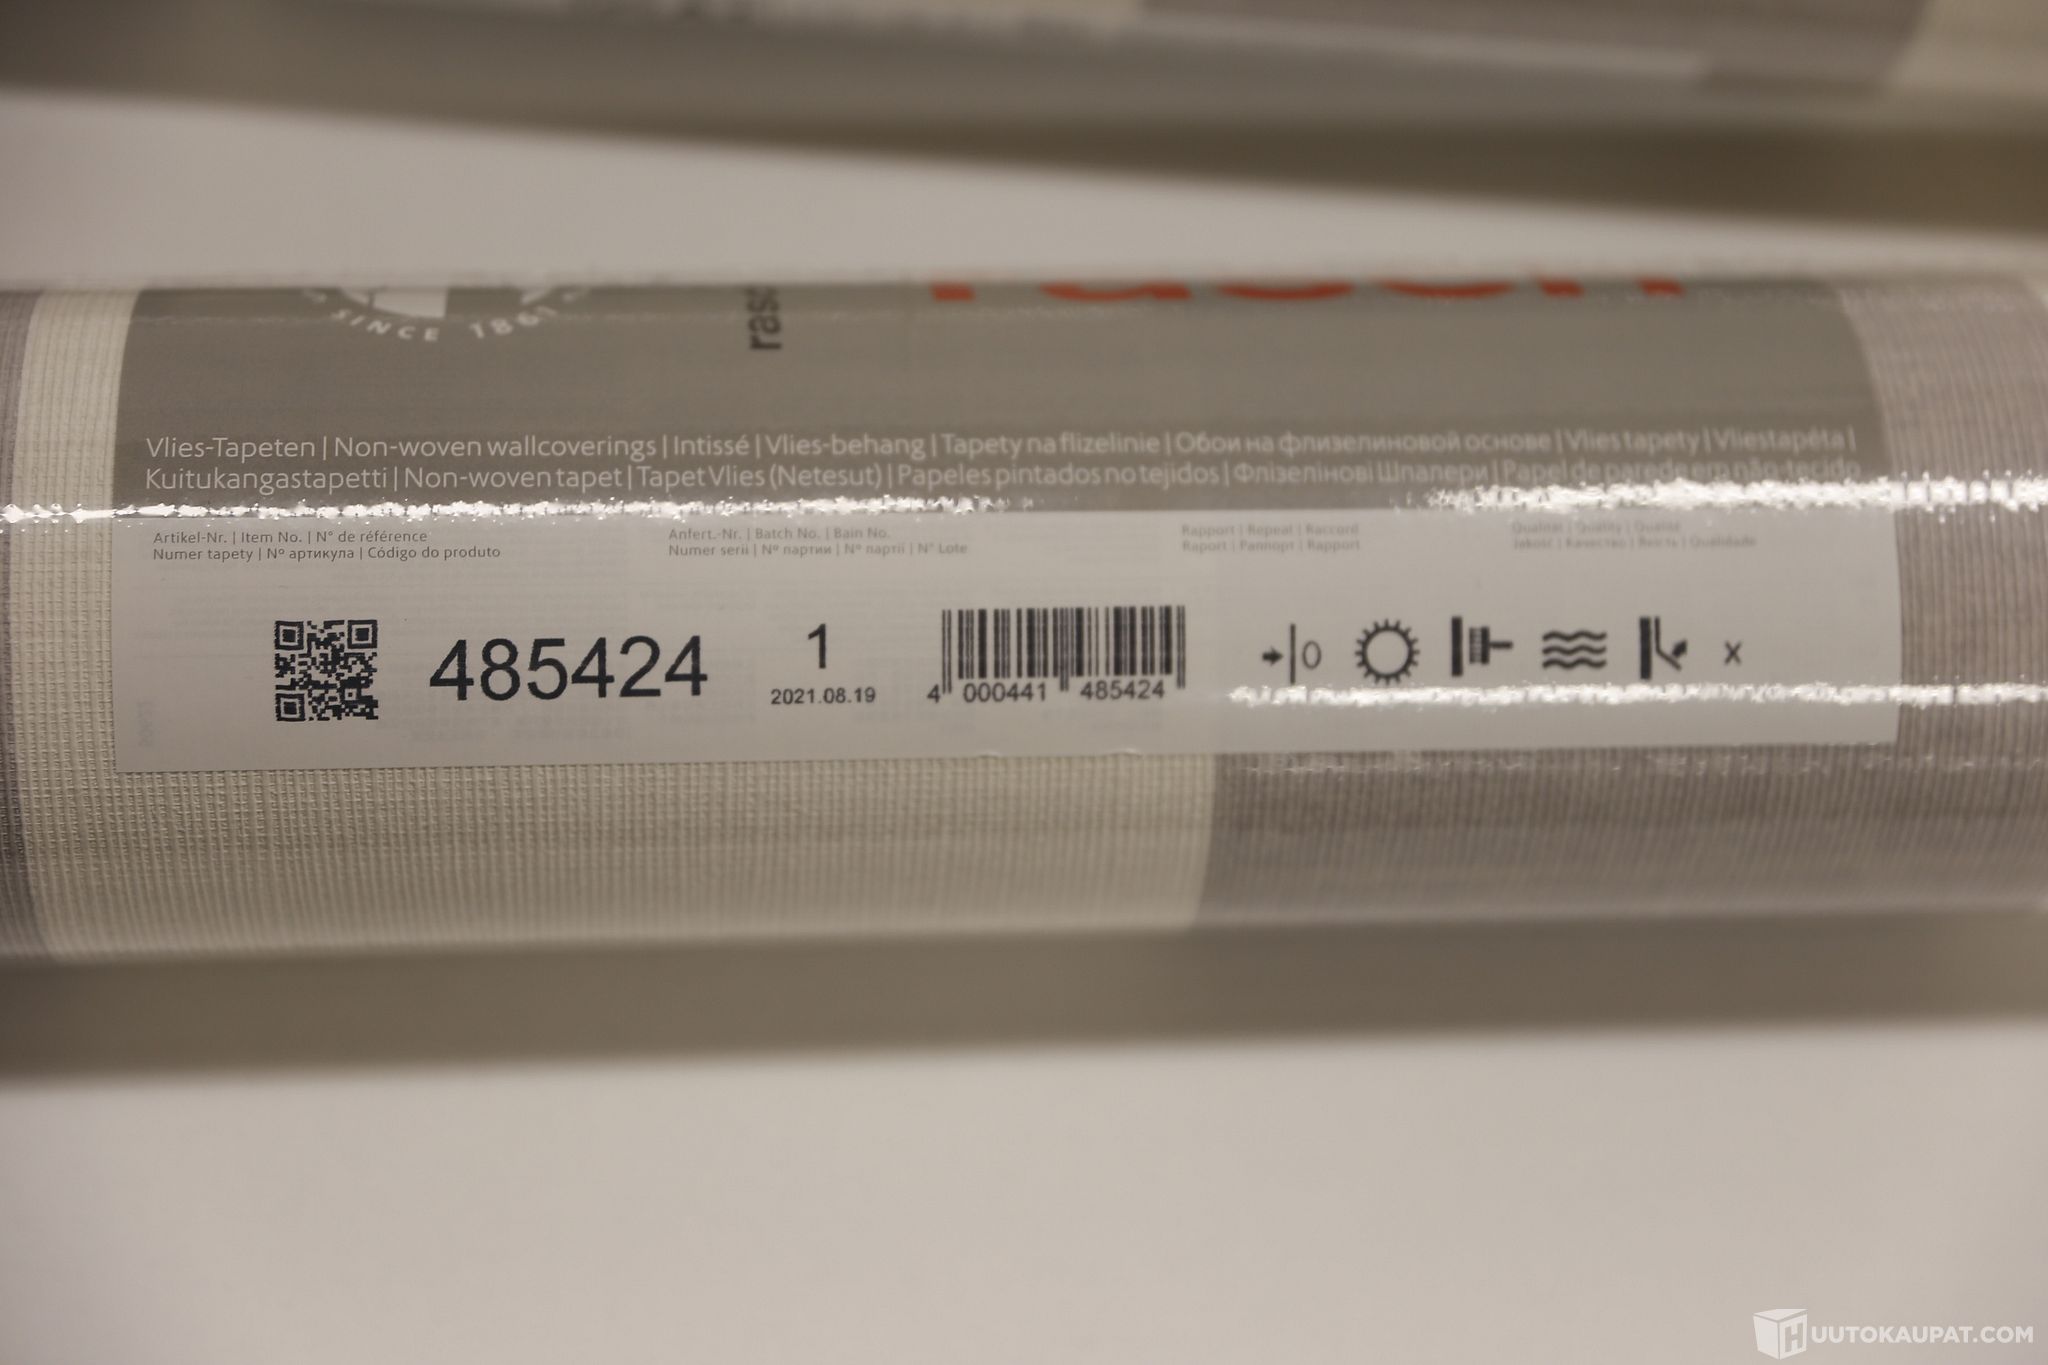 SINCE 1861
rasch
Vlies-Tapeten | Non-woven wallcoverings | Intissé | Vlies-behang | Tapety na flizelinie | Обои на флизелиновой основе | Vlies tapety | Vliestapéta |
Kuitukangastapetti | Non-woven tapet | Tapet Vlies (Netesut) | Papeles pintados no tejidos | Флізелінові Шпалери | Papel de parede em não-tecido
Artikel-Nr. | Item No. | N° de référence
Numer tapety | № артикула | Código do produto
Anfert.-Nr. | Batch No. | Bain No.
Numer serii | № партии | № партії | N° Lote
Rapport | Repeat | Raccord
Raport | Раппорт | Rapport
Qualität | Quality | Qualité
Jakość | Качество | Якість | Qualidade
485424
1
2021.08.19
4 000441 485424
0
x
HUUTOKAUPAT.COM